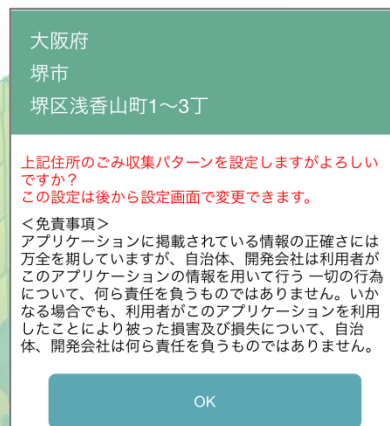 大阪府
堺市
堺区浅香山町1〜3丁
上記住所のごみ収集パターンを設定しますがよろしい
ですか？
この設定は後から設定画面で変更できます。
＜免責事項＞
アプリケーションに掲載されている情報の正確さには
万全を期していますが、自治体、開発会社は利用者が
このアプリケーションの情報を用いて行う 一切の行為
について、何ら責任を負うものではありません。いか
なる場合でも、利用者がこのアプリケーションを利用
したことにより被った損害及び損失について、自治
体、開発会社は何ら責任を負うものではありません。
OK